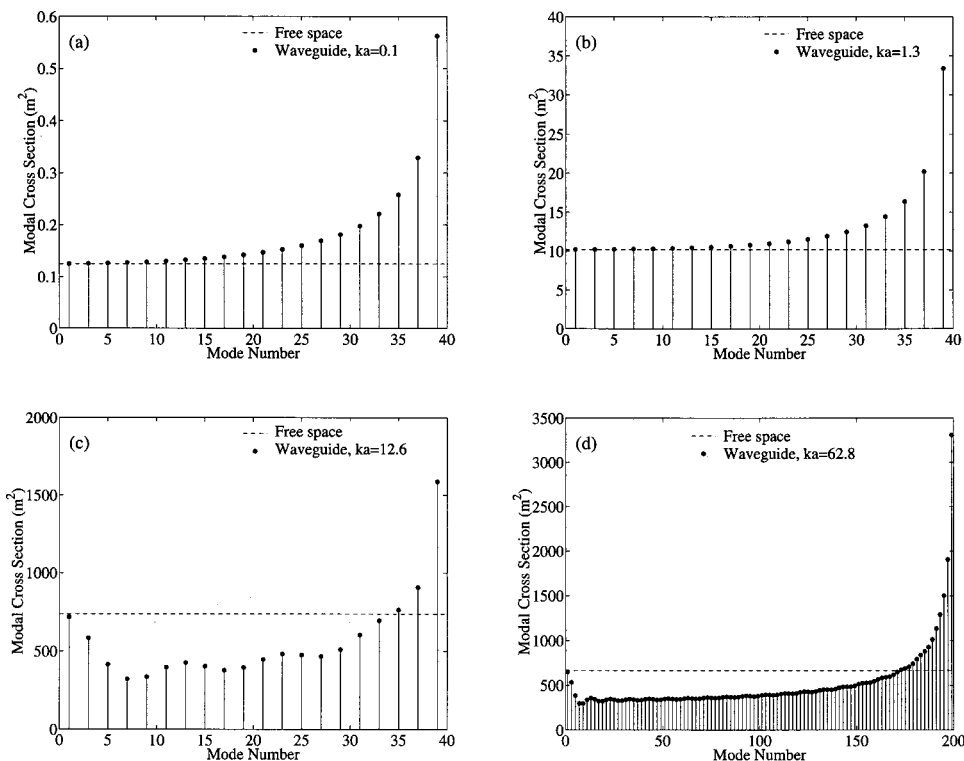 (a)
Free space
Waveguide, ka=0.1
Modal Cross Section (m²)
0.6
0.5
0.4
0.3
0.2
0.1
0
0 5 10 15 20 25 30 35 40
Mode Number
(b)
Free space
Waveguide, ka=1.3
Modal Cross Section (m²)
40
35
30
25
20
15
10
5
0
0 5 10 15 20 25 30 35 40
Mode Number
(c)
Free space
Waveguide, ka=12.6
Modal Cross Section (m²)
2000
1500
1000
500
0
0 5 10 15 20 25 30 35 40
Mode Number
(d)
Free space
Waveguide, ka=62.8
Modal Cross Section (m²)
3500
3000
2500
2000
1500
1000
500
0
0 50 100 150 200
Mode Number